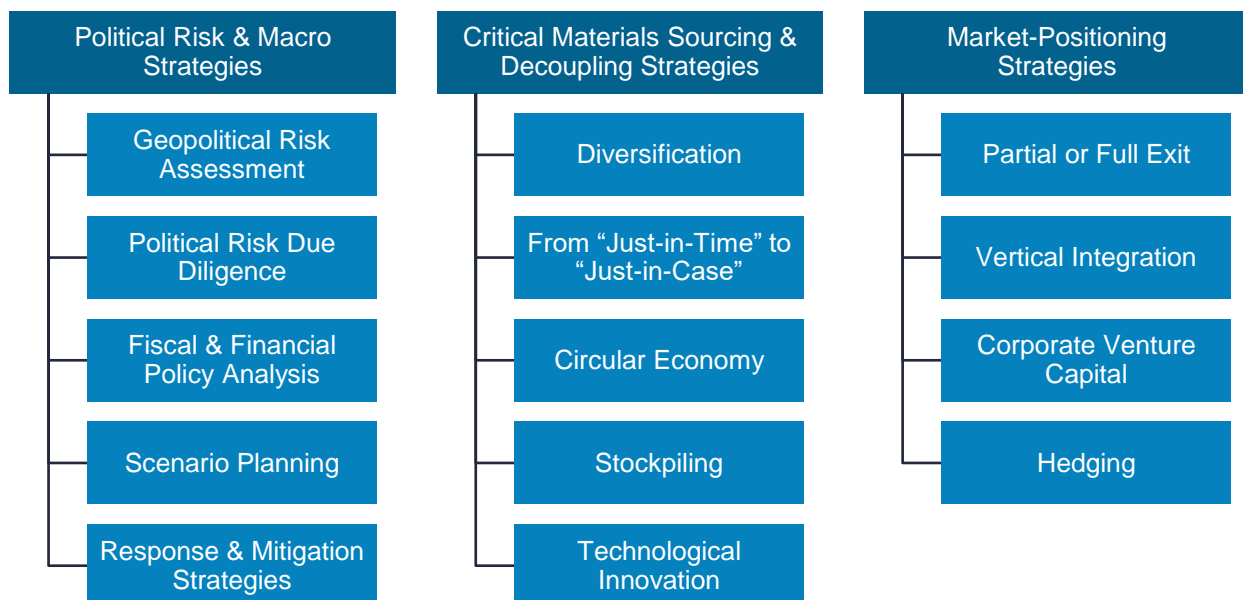 Political Risk & Macro
Strategies
Geopolitical Risk
Assessment
Political Risk Due
Diligence
Fiscal & Financial
Policy Analysis
Scenario Planning
Response & Mitigation
Strategies
Critical Materials Sourcing &
Decoupling Strategies
Diversification
From “Just-in-Time” to
“Just-in-Case”
Circular Economy
Stockpiling
Technological
Innovation
Market-Positioning
Strategies
Partial or Full Exit
Vertical Integration
Corporate Venture
Capital
Hedging